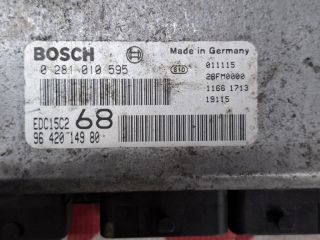 BOSCH Made in Germany
0 281 010 595 010 011115
28FM0000
1166 1713
19115
EDC15C2 68
96 420 149 80